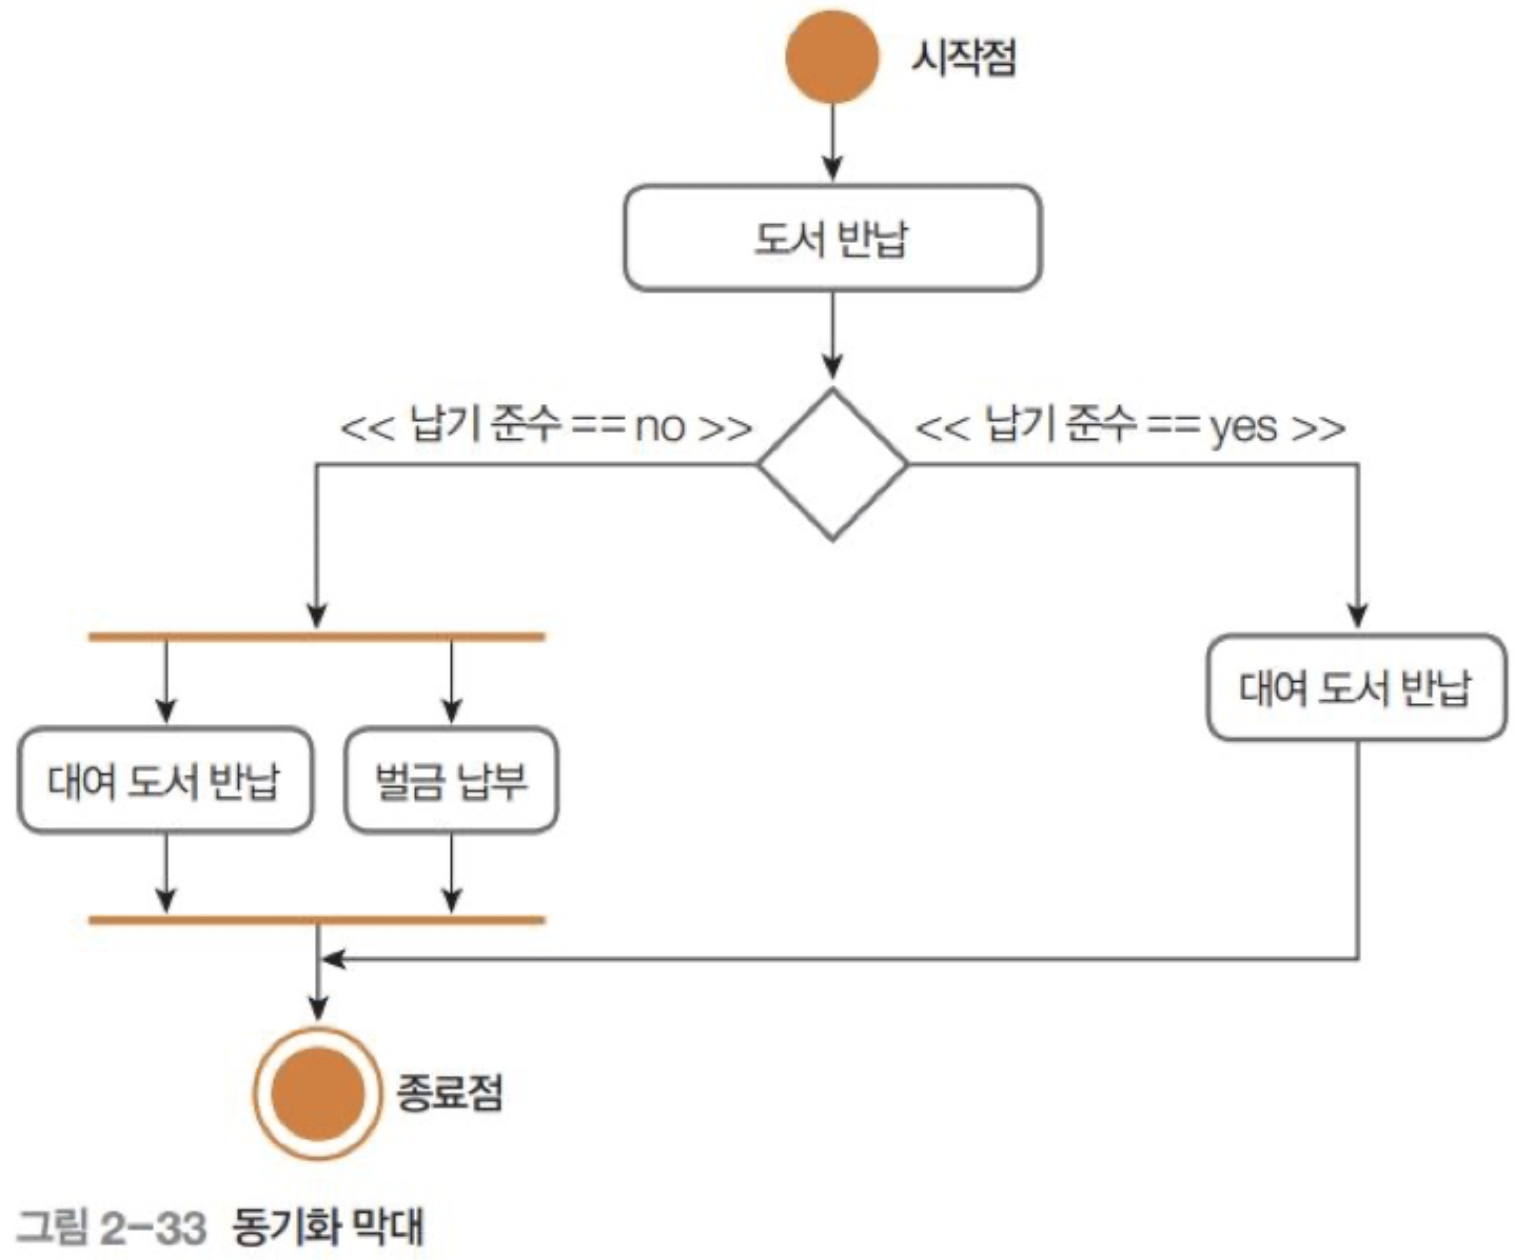 시작점
도서 반납
<< 납기 준수 == no >>
<< 납기 준수 == yes >>
대여 도서 반납
대여 도서 반납
벌금 납부
종료점
그림 2-33 동기화 막대